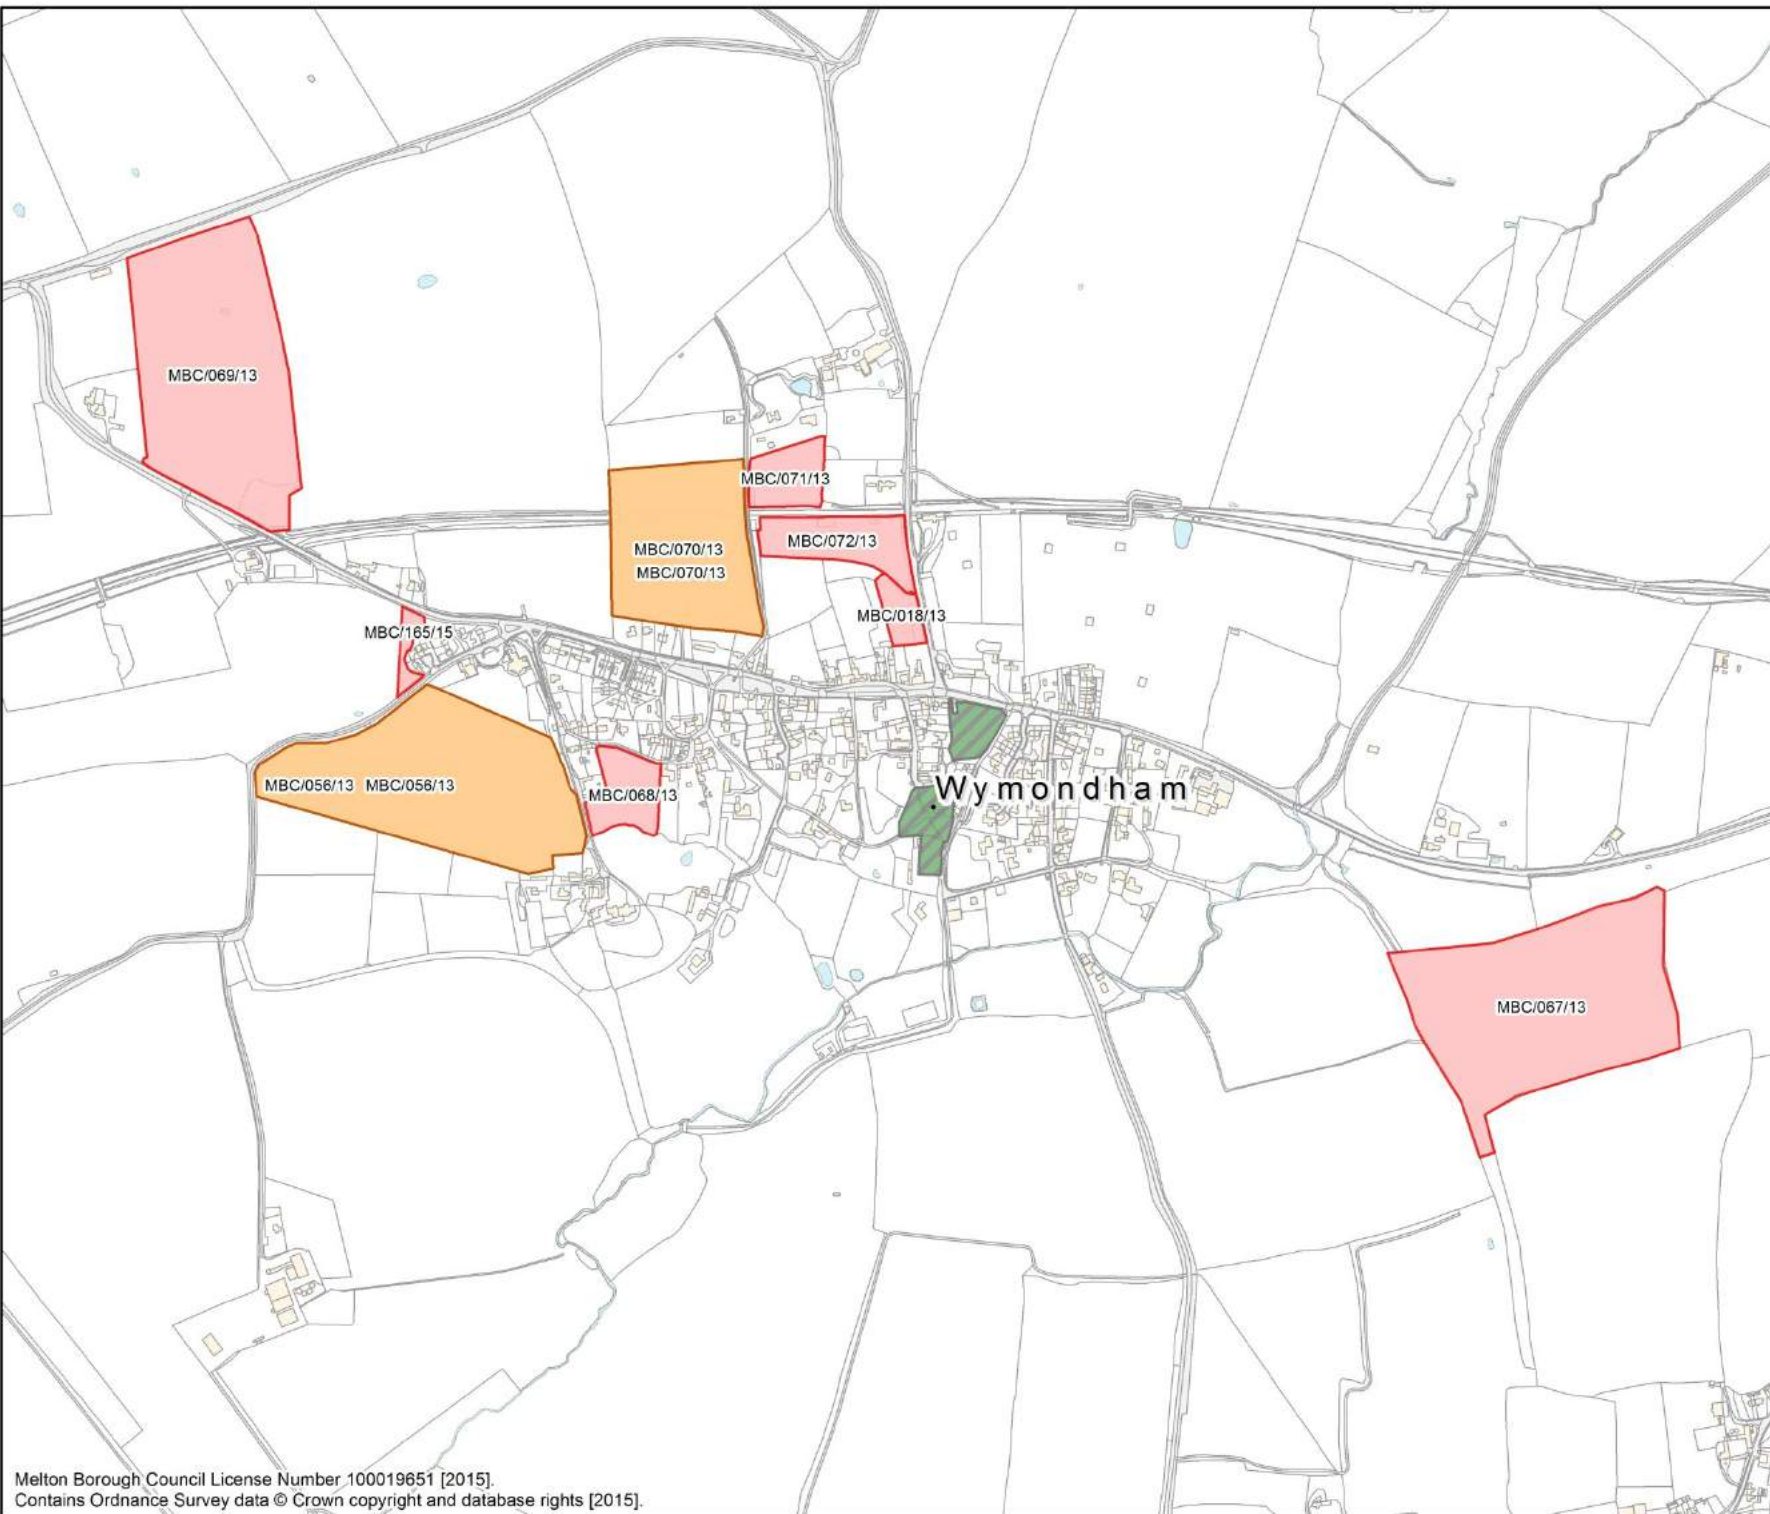 MBC/069/13
MBC/071/13
MBC/072/13
MBC/070/13
MBC/070/13
MBC/018/13
MBC/165/15
MBC/056/13 MBC/056/13
MBC/068/13
Wymondham
MBC/067/13
Melton Borough Council License Number 100019651 [2015].
Contains Ordnance Survey data © Crown copyright and database rights [2015].